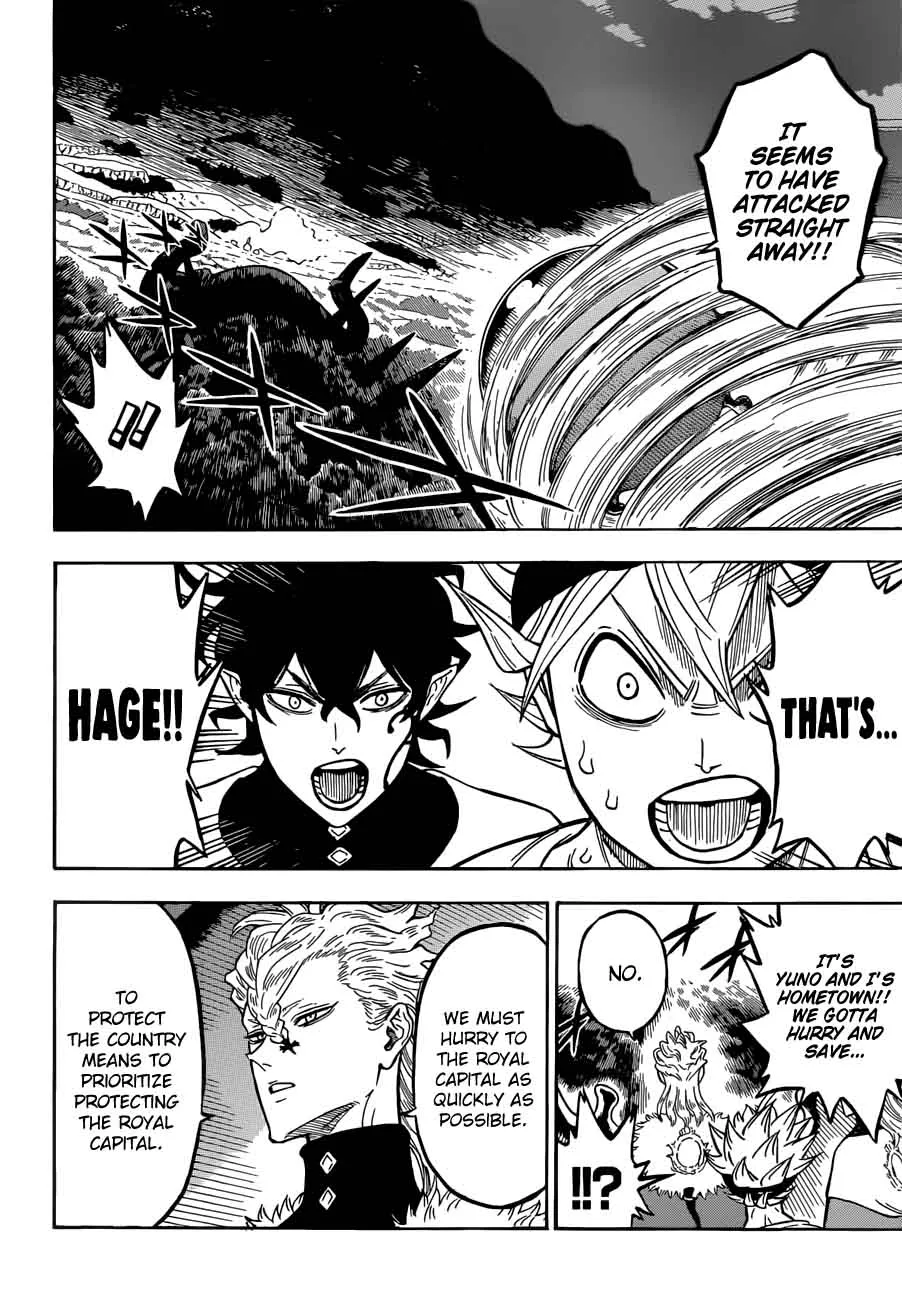 IT
SEEMS
TO HAVE
ATTACKED
STRAIGHT
AWAY!!
!!
THAT'S...
HAGE!!
IT'S
YUNO AND I'S
HOMETOWN!!
WE GOTTA
HURRY AND
SAVE...
NO.
!!?
WE MUST
HURRY TO
THE ROYAL
CAPITAL AS
QUICKLY AS
POSSIBLE.
TO
PROTECT
THE COUNTRY
MEANS TO
PRIORITIZE
PROTECTING
THE ROYAL
CAPITAL.